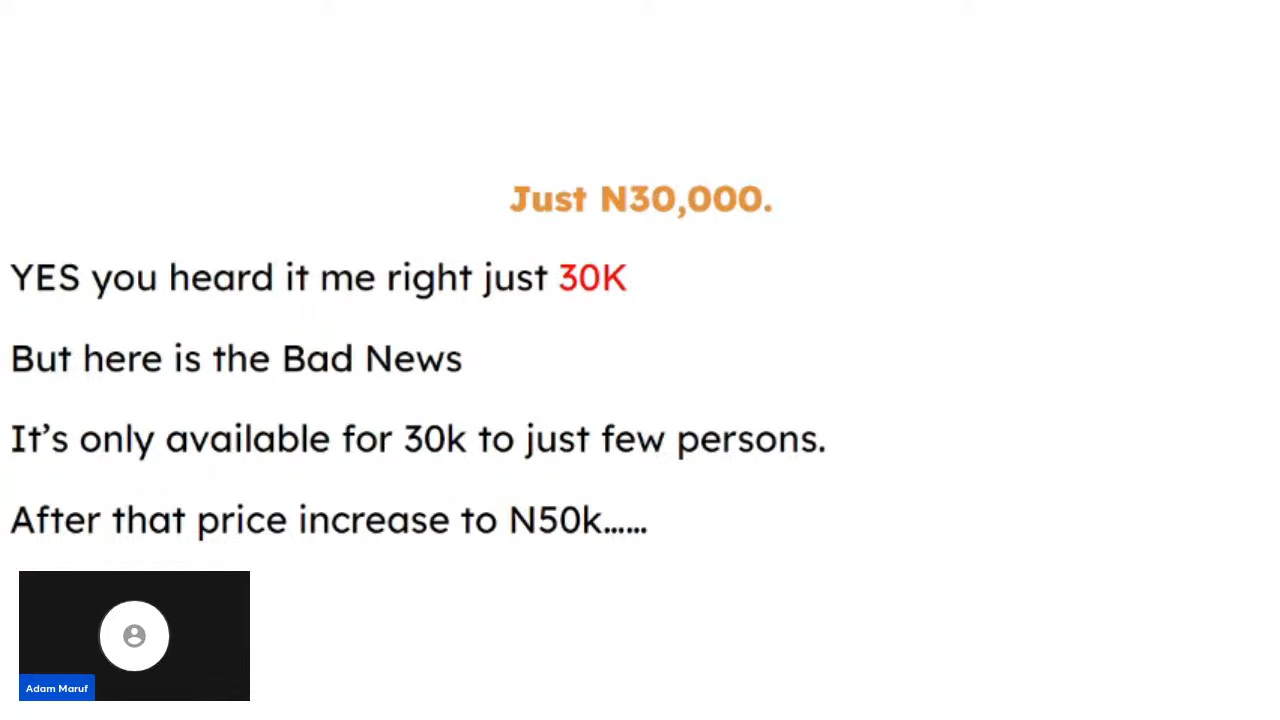 Just N30,000.
YES you heard it me right just 30K
But here is the Bad News
It’s only available for 30k to just few persons.
After that price increase to N50k......
Adam Maruf